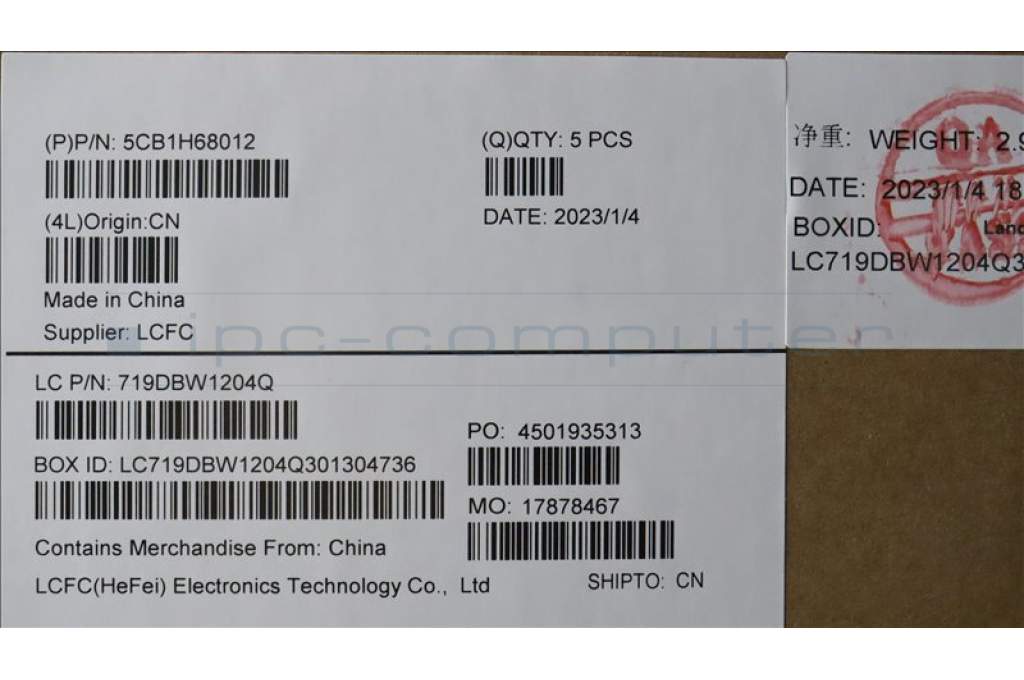 (P)P/N: 5CB1H68012
(Q)QTY: 5 PCS
(4L)Origin:CN
DATE: 2023/1/4
Made in China
Supplier: LCFC
LC P/N: 719DBW1204Q
PO: 4501935313
BOX ID: LC719DBW1204Q301304736
MO: 17878467
Contains Merchandise From: China
LCFC(HeFei) Electronics Technology Co., Ltd
SHIPTO: CN
净重: WEIGHT: 2.9
DATE: 2023/1/4 18
BOXID:
LC719DBW1204Q3
QA
ipc-computer